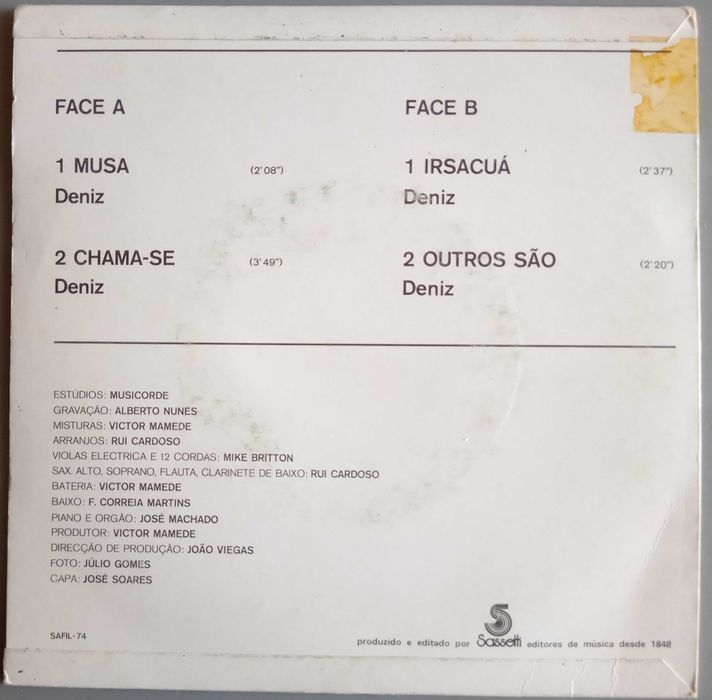 FACE A
1 MUSA (2'08")
Deniz
2 CHAMA-SE (3'49")
Deniz
FACE B
1 IRSACUÁ (2'37")
Deniz
2 OUTROS SÃO (2'20")
Deniz
ESTÚDIOS: MUSICORDE
GRAVAÇÃO: ALBERTO NUNES
MISTURAS: VICTOR MAMEDE
ARRANJOS: RUI CARDOSO
VIOLAS ELECTRICA E 12 CORDAS: MIKE BRITTON
SAX. ALTO, SOPRANO, FLAUTA, CLARINETE DE BAIXO: RUI CARDOSO
BATERIA: VICTOR MAMEDE
BAIXO: F. CORREIA MARTINS
PIANO E ORGÃO: JOSÉ MACHADO
PRODUTOR: VICTOR MAMEDE
DIRECÇÃO DE PRODUÇÃO: JOÃO VIEGAS
FOTO: JÚLIO GOMES
CAPA: JOSÉ SOARES
SAFIL-74
produzido e editado por Sassetti editores de música desde 1848